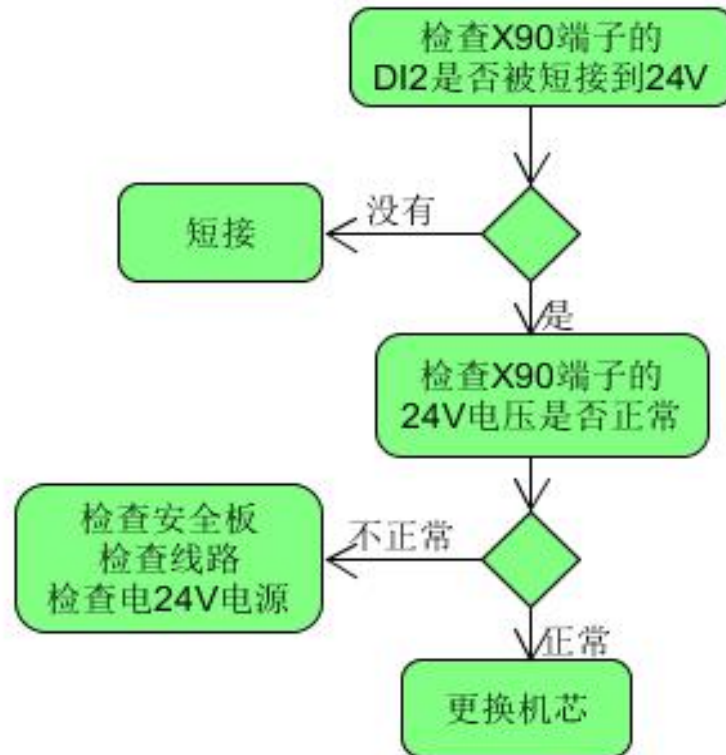 检查X90端子的
DI2是否被短接到24V
没有
短接
是
检查X90端子的
24V电压是否正常
不正常
检查安全板
检查线路
检查电24V电源
正常
更换机芯